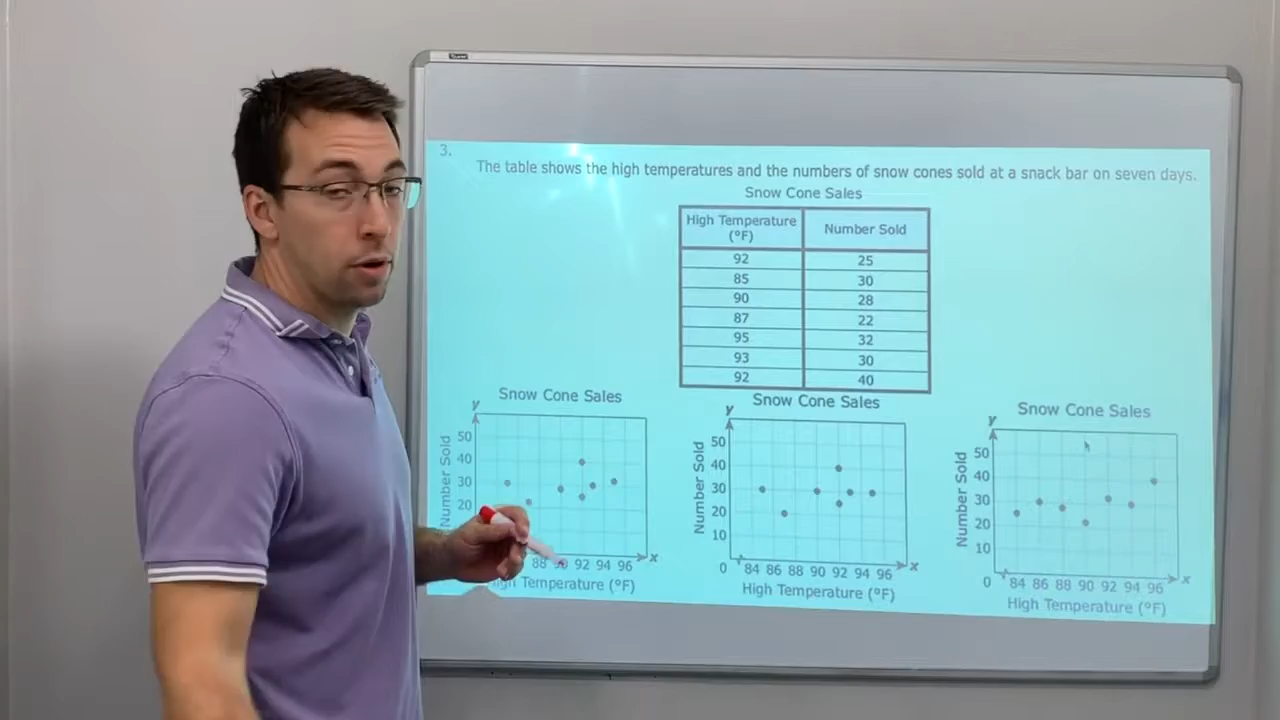 3.
The table shows the high temperatures and the numbers of snow cones sold at a snack bar on seven days.
Snow Cone Sales
High Temperature (°F) Number Sold
92 25
85 30
90 28
87 22
95 32
93 30
92 40
Snow Cone Sales
y
50
40
30
20
Number Sold
88 92 94 96 x
High Temperature (°F)
Snow Cone Sales
y
50
40
30
20
10
0
Number Sold
84 86 88 90 92 94 96 x
High Temperature (°F)
Snow Cone Sales
y
50
40
30
20
10
0
Number Sold
84 86 88 90 92 94 96 x
High Temperature (°F)